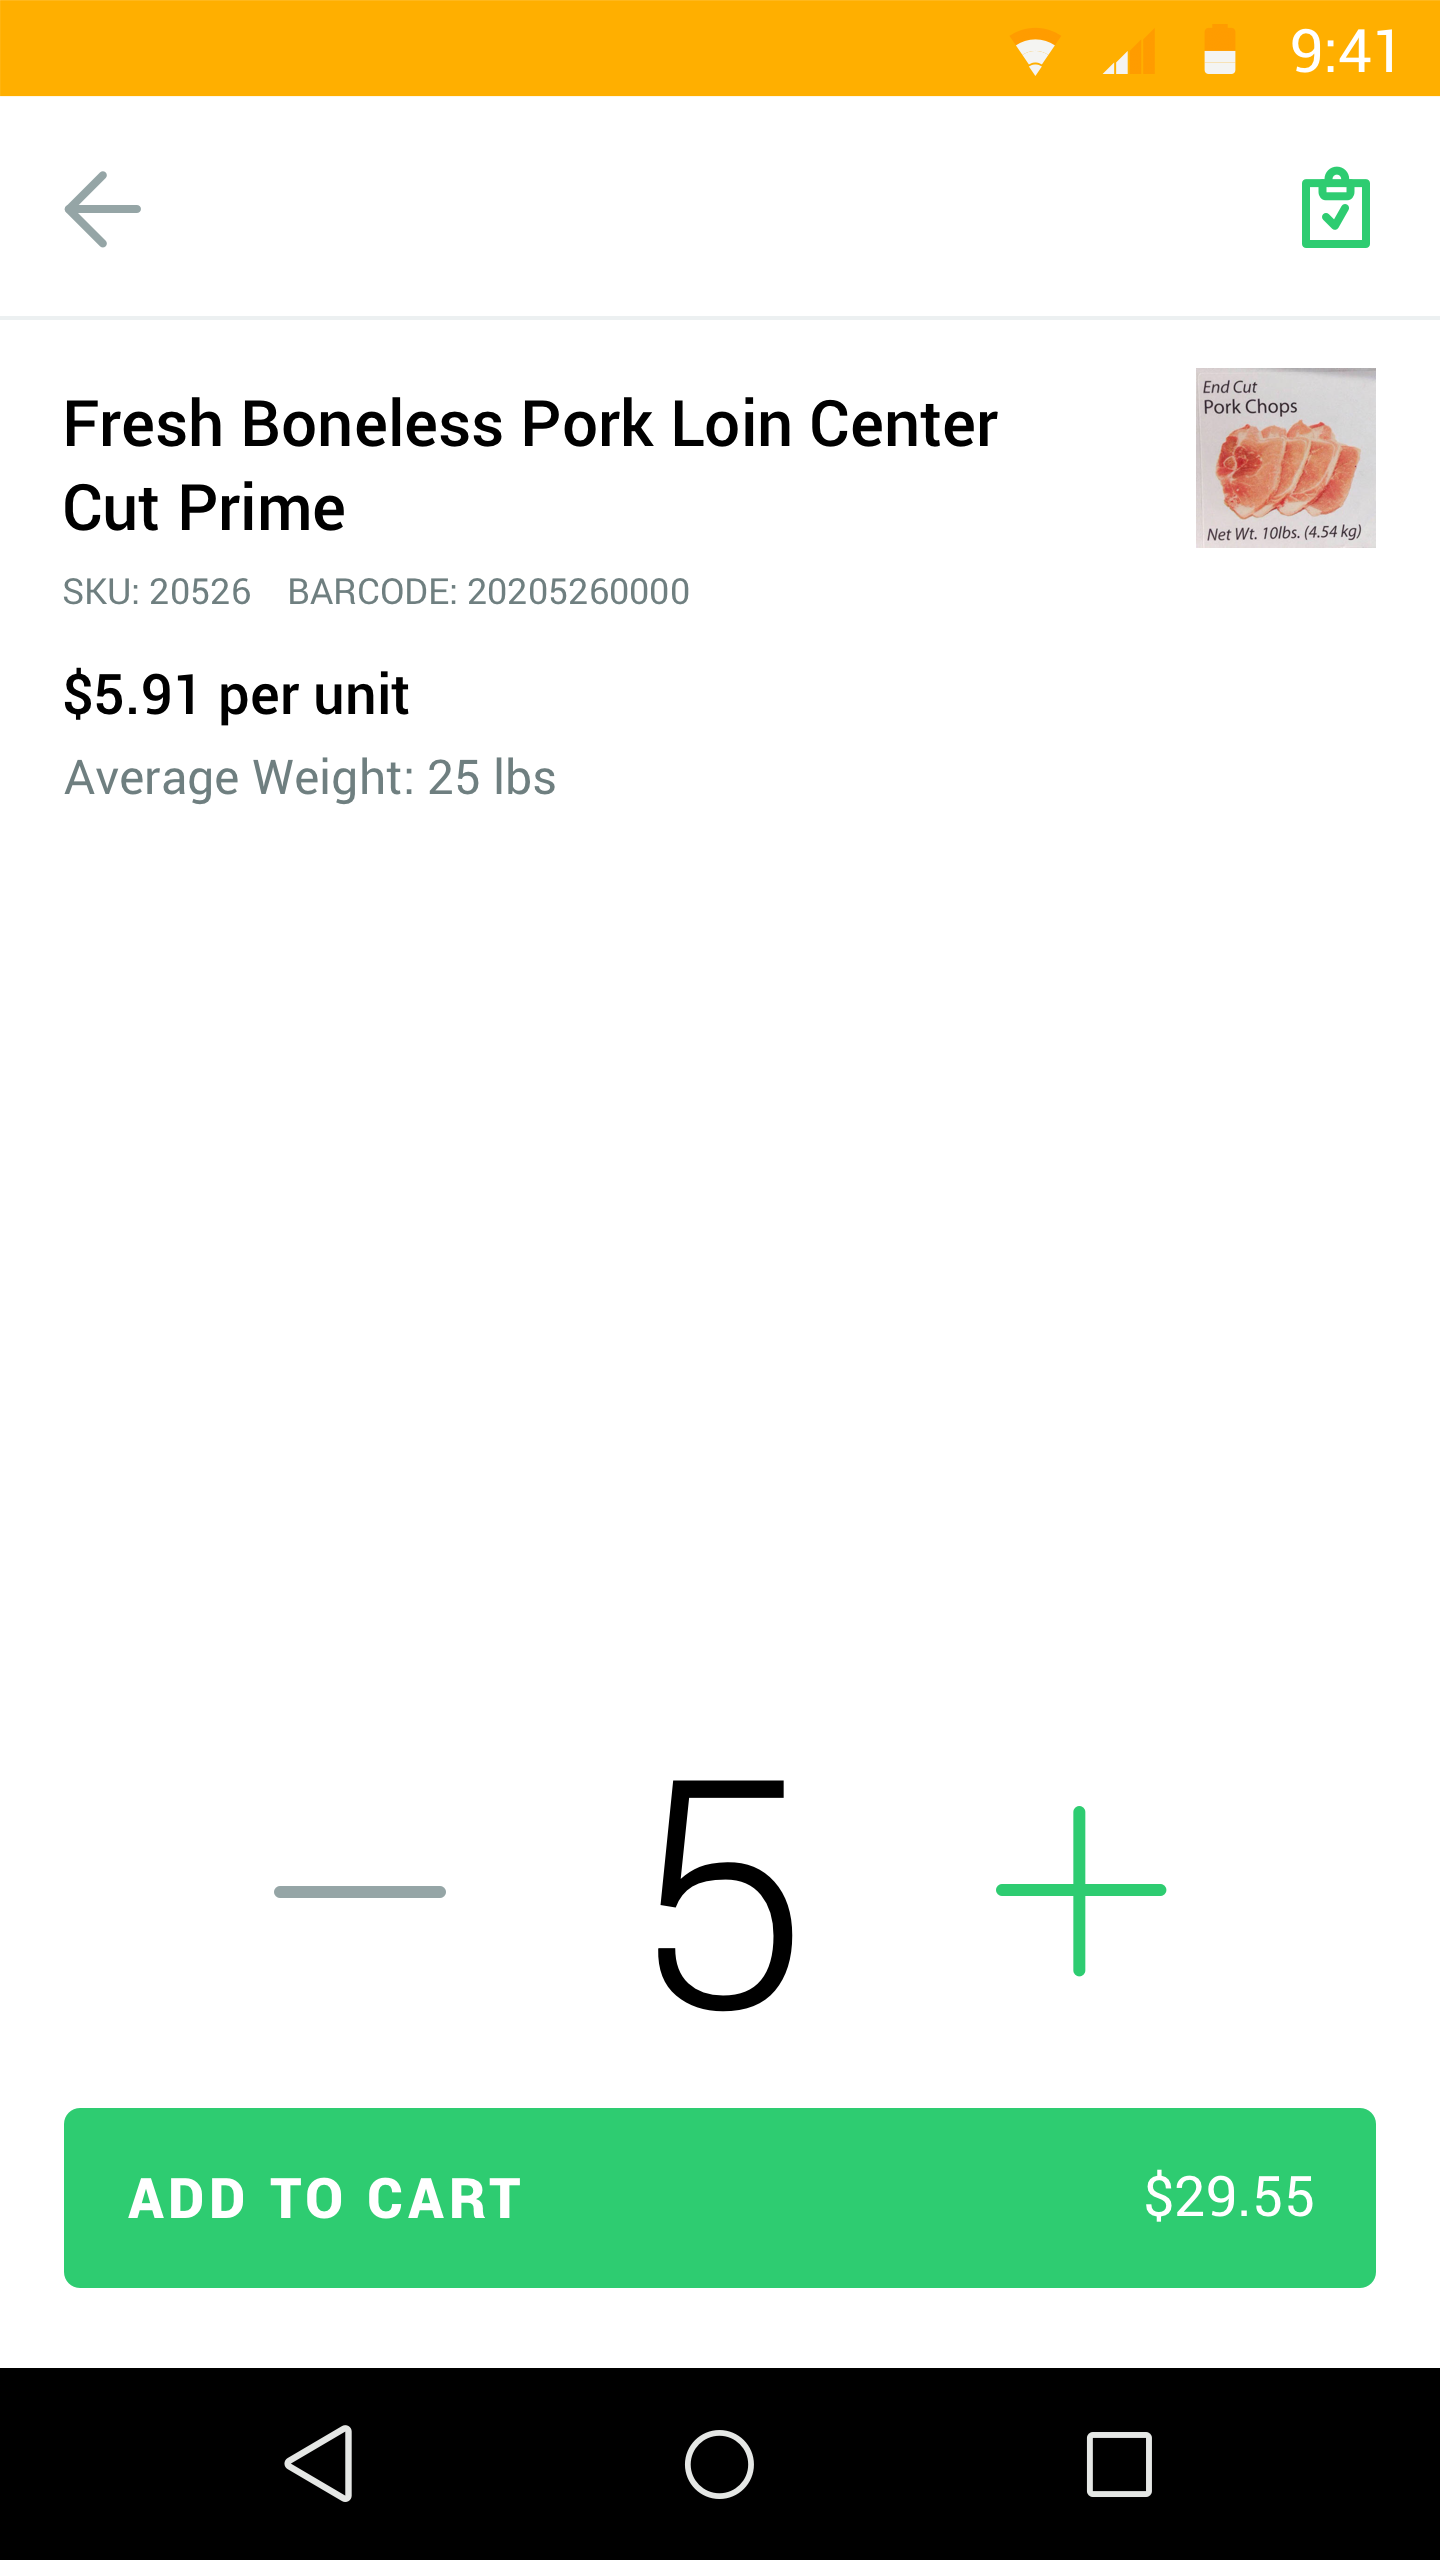 9:41
Fresh Boneless Pork Loin Center
Cut Prime
End Cut
Pork Chops
Net Wt. 10lbs. (4.54 kg)
SKU: 20526 BARCODE: 20205260000
$5.91 per unit
Average Weight: 25 lbs
5
ADD TO CART $29.55